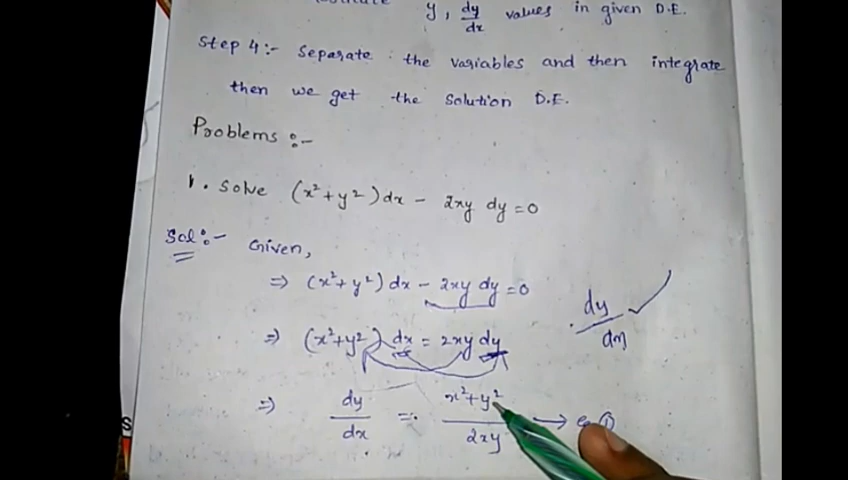 y, dy/dx values in given D.E.
Step 4:- Separate the variables and then integrate
then we get the Solution D.E.
Problems :-
1. Solve (x²+y²)dx - 2xy dy=0
Sol:- Given,
⇒ (x²+y²)dx - 2xy dy=0
⇒ (x²+y²) dx = 2xy dy
dy/dx
⇒ dy/dx = x²+y²/2xy →